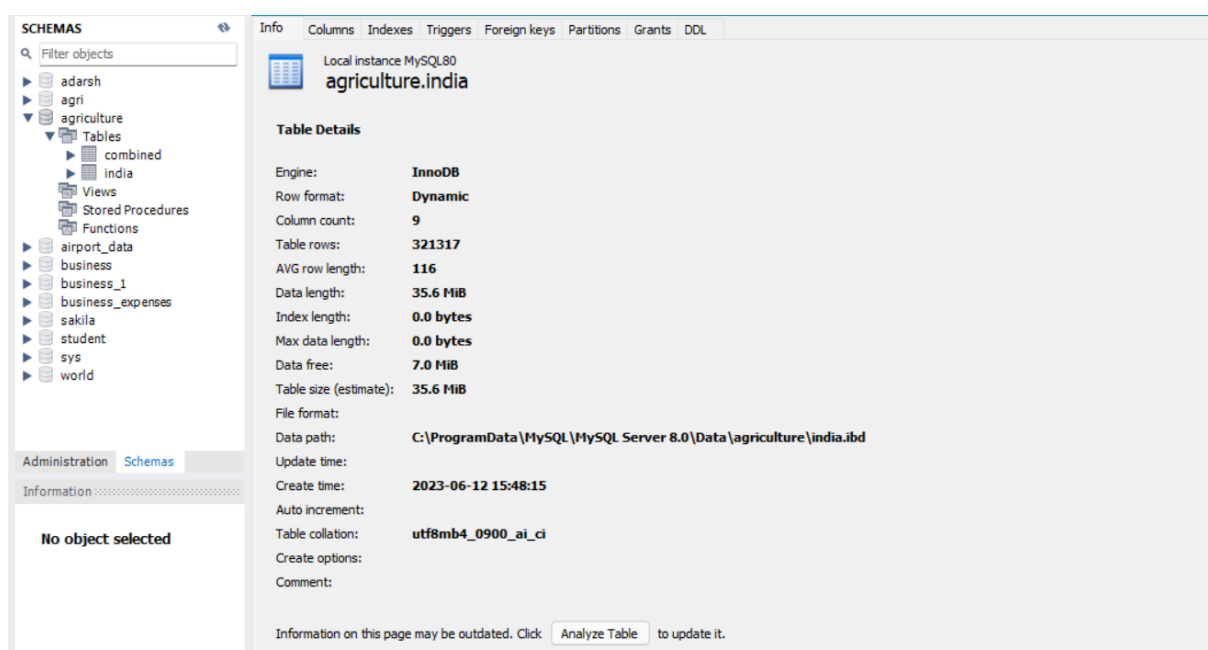 SCHEMAS
Filter objects
adarsh
agri
agriculture
Tables
combined
india
Views
Stored Procedures
Functions
airport_data
business
business_1
business_expenses
sakila
student
sys
world
Administration Schemas
Information
No object selected
Info Columns Indexes Triggers Foreign keys Partitions Grants DDL
Local instance MySQL80
agriculture.india
Table Details
Engine: InnoDB
Row format: Dynamic
Column count: 9
Table rows: 321317
AVG row length: 116
Data length: 35.6 MiB
Index length: 0.0 bytes
Max data length: 0.0 bytes
Data free: 7.0 MiB
Table size (estimate): 35.6 MiB
File format:
Data path: C:\ProgramData\MySQL\MySQL Server 8.0\Data\agriculture\india.ibd
Update time:
Create time: 2023-06-12 15:48:15
Auto increment:
Table collation: utf8mb4_0900_ai_ci
Create options:
Comment:
Information on this page may be outdated. Click Analyze Table to update it.